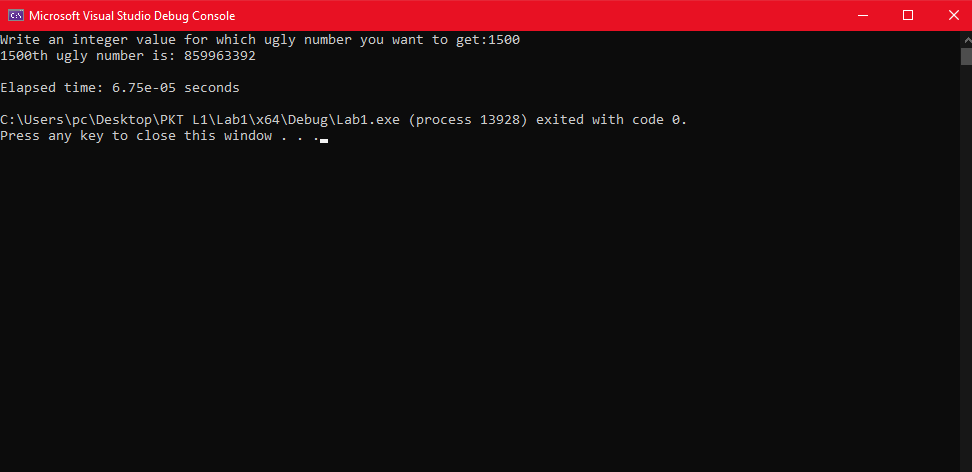 Microsoft Visual Studio Debug Console
Write an integer value for which ugly number you want to get:1500
1500th ugly number is: 859963392
Elapsed time: 6.75e-05 seconds
C:\Users\pc\Desktop\PKT L1\Lab1\x64\Debug\Lab1.exe (process 13928) exited with code 0.
Press any key to close this window . . .